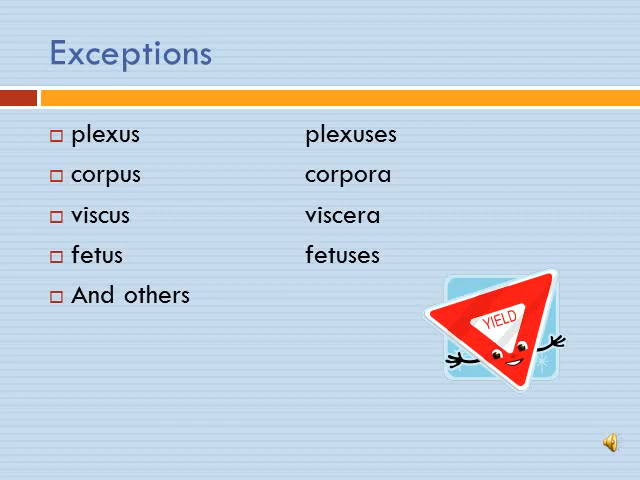 Exceptions
plexus plexuses
corpus corpora
viscus viscera
fetus fetuses
And others
YIELD